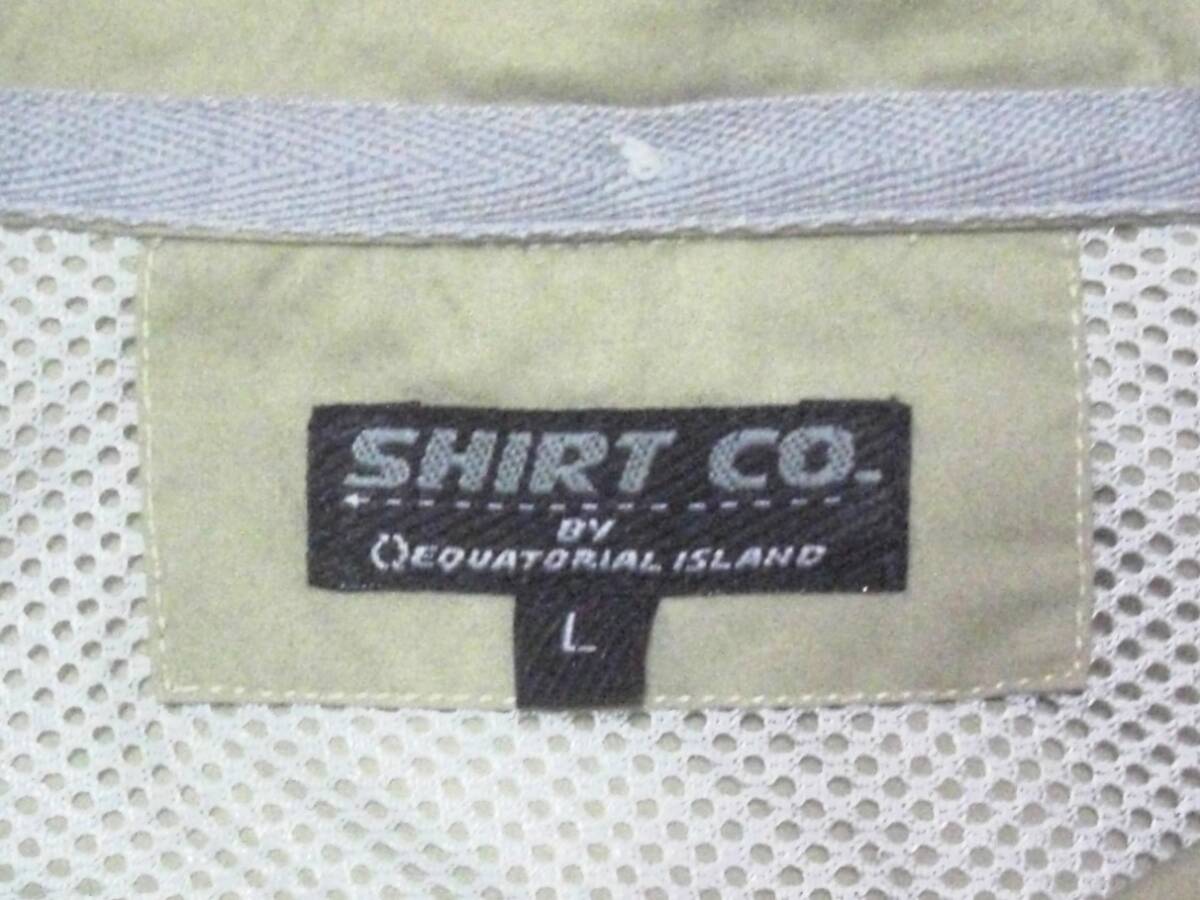 SHIRT CO.
BY
EQUATORIAL ISLAND
L